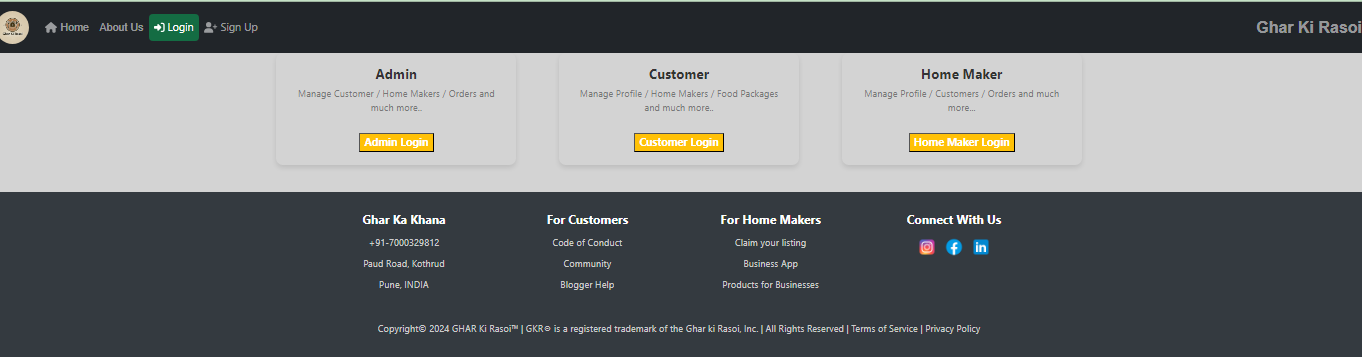 Home About Us Login Sign Up Ghar Ki Rasoi
Admin
Manage Customer / Home Makers / Orders and
much more..
Admin Login
Customer
Manage Profile / Home Makers / Food Packages
and much more..
Customer Login
Home Maker
Manage Profile / Customers / Orders and much
more...
Home Maker Login
Ghar Ka Khana
+91-7000329812
Paud Road, Kothrud
Pune, INDIA
For Customers
Code of Conduct
Community
Blogger Help
For Home Makers
Claim your listing
Business App
Products for Businesses
Connect With Us
Copyright© 2024 GHAR Ki Rasoi™ | GKR® is a registered trademark of the Ghar ki Rasoi, Inc. | All Rights Reserved | Terms of Service | Privacy Policy